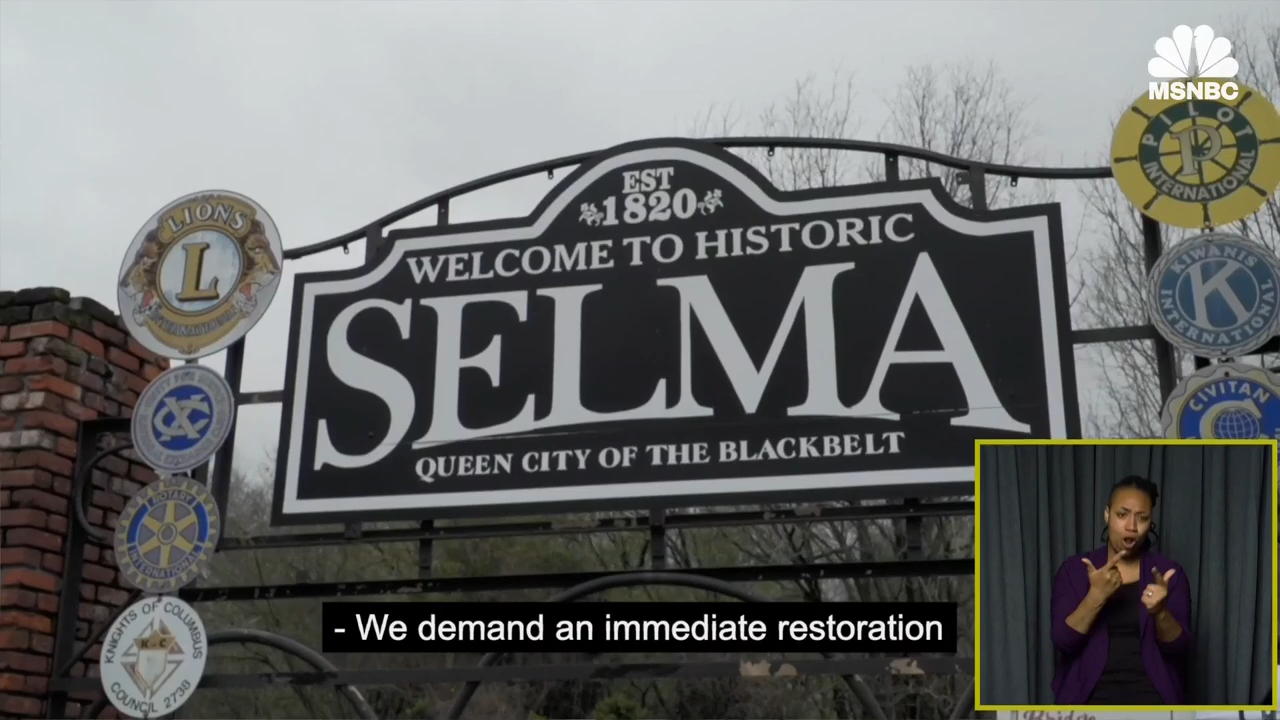 MSNBC
EST
1820
WELCOME TO HISTORIC
SELMA
QUEEN CITY OF THE BLACKBELT
LIONS
L
INTERNATIONAL
ROTARY
INTERNATIONAL
KNIGHTS OF COLUMBUS
K C
COUNCIL 2738
PILOT
P
INTERNATIONAL
KIWANIS
K
INTERNATIONAL
CIVITAN
C
- We demand an immediate restoration